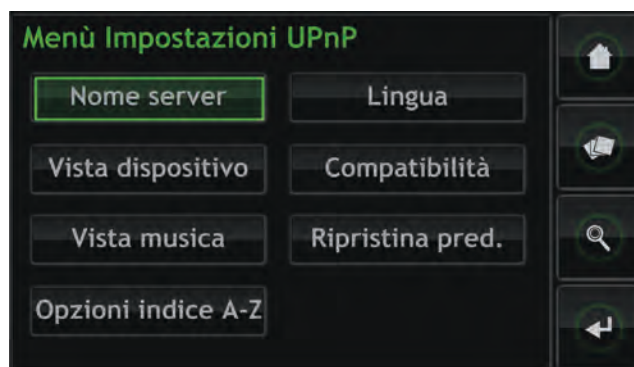 Menù Impostazioni UPnP
Nome server
Lingua
Vista dispositivo
Compatibilità
Vista musica
Ripristina pred.
Opzioni indice A-Z